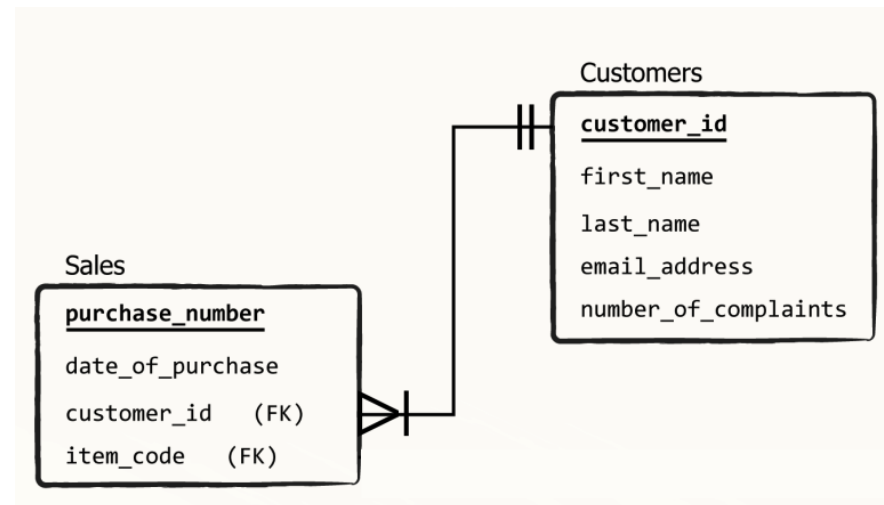 Customers
customer_id
first_name
last_name
email_address
number_of_complaints
Sales
purchase_number
date_of_purchase
customer_id (FK)
item_code (FK)